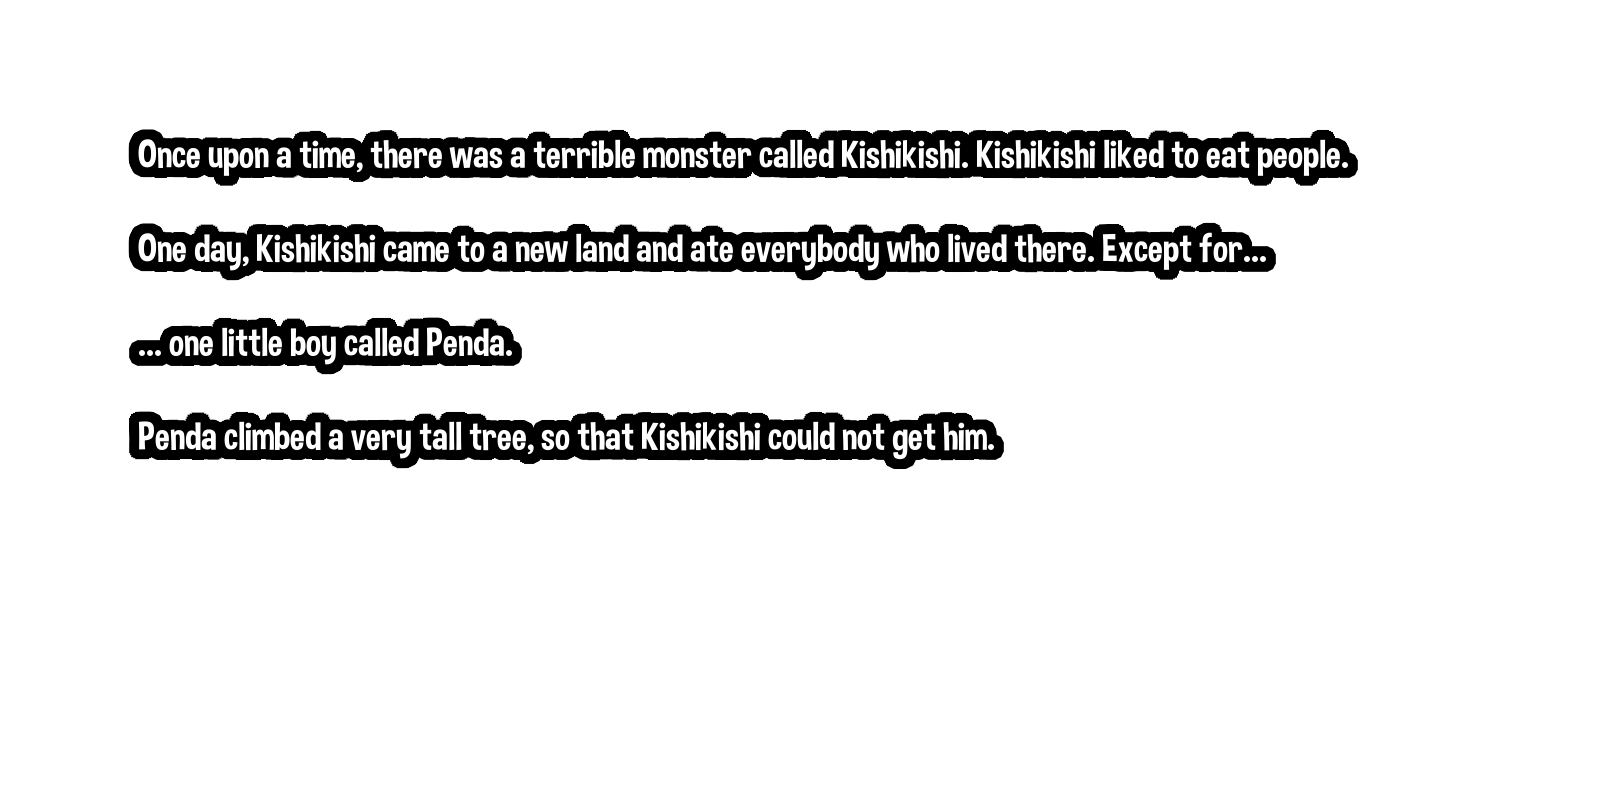 Once upon a time, there was a terrible monster called Kishikishi. Kishikishi liked to eat people.
One day, Kishikishi came to a new land and ate everybody who lived there. Except for...
... one little boy called Penda.
Penda climbed a very tall tree, so that Kishikishi could not get him.